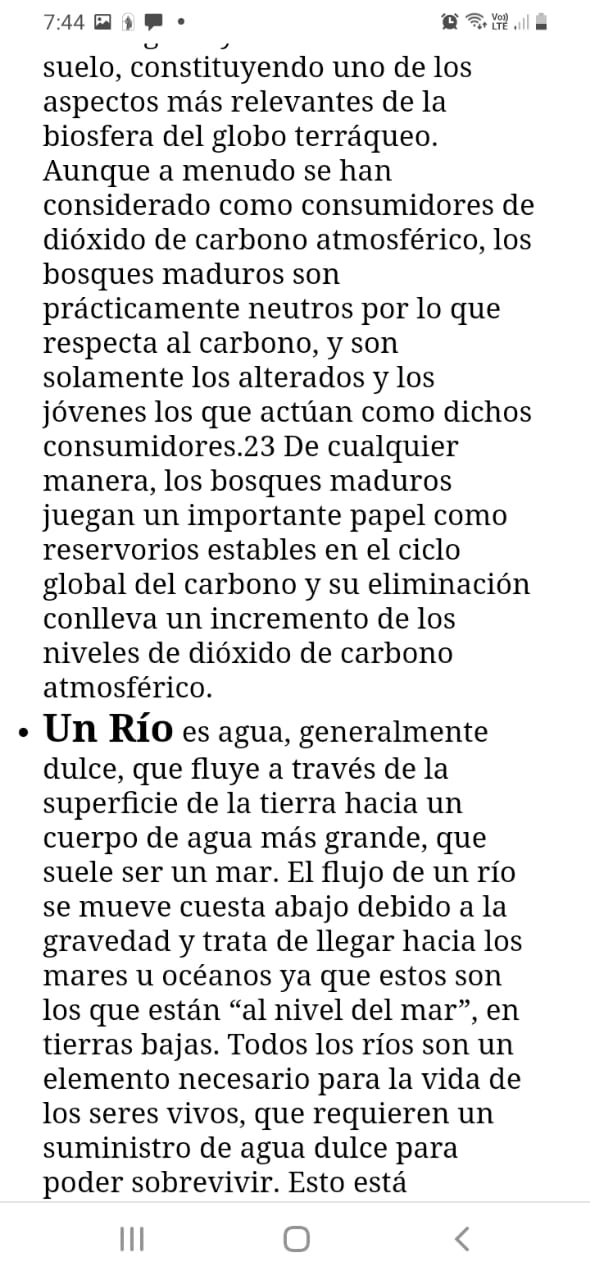 7:44
Vo))
LTE
suelo, constituyendo uno de los
aspectos más relevantes de la
biosfera del globo terráqueo.
Aunque a menudo se han
considerado como consumidores de
dióxido de carbono atmosférico, los
bosques maduros son
prácticamente neutros por lo que
respecta al carbono, y son
solamente los alterados y los
jóvenes los que actúan como dichos
consumidores.23 De cualquier
manera, los bosques maduros
juegan un importante papel como
reservorios estables en el ciclo
global del carbono y su eliminación
conlleva un incremento de los
niveles de dióxido de carbono
atmosférico.
• Un Río es agua, generalmente
dulce, que fluye a través de la
superficie de la tierra hacia un
cuerpo de agua más grande, que
suele ser un mar. El flujo de un río
se mueve cuesta abajo debido a la
gravedad y trata de llegar hacia los
mares u océanos ya que estos son
los que están “al nivel del mar”, en
tierras bajas. Todos los ríos son un
elemento necesario para la vida de
los seres vivos, que requieren un
suministro de agua dulce para
poder sobrevivir. Esto está